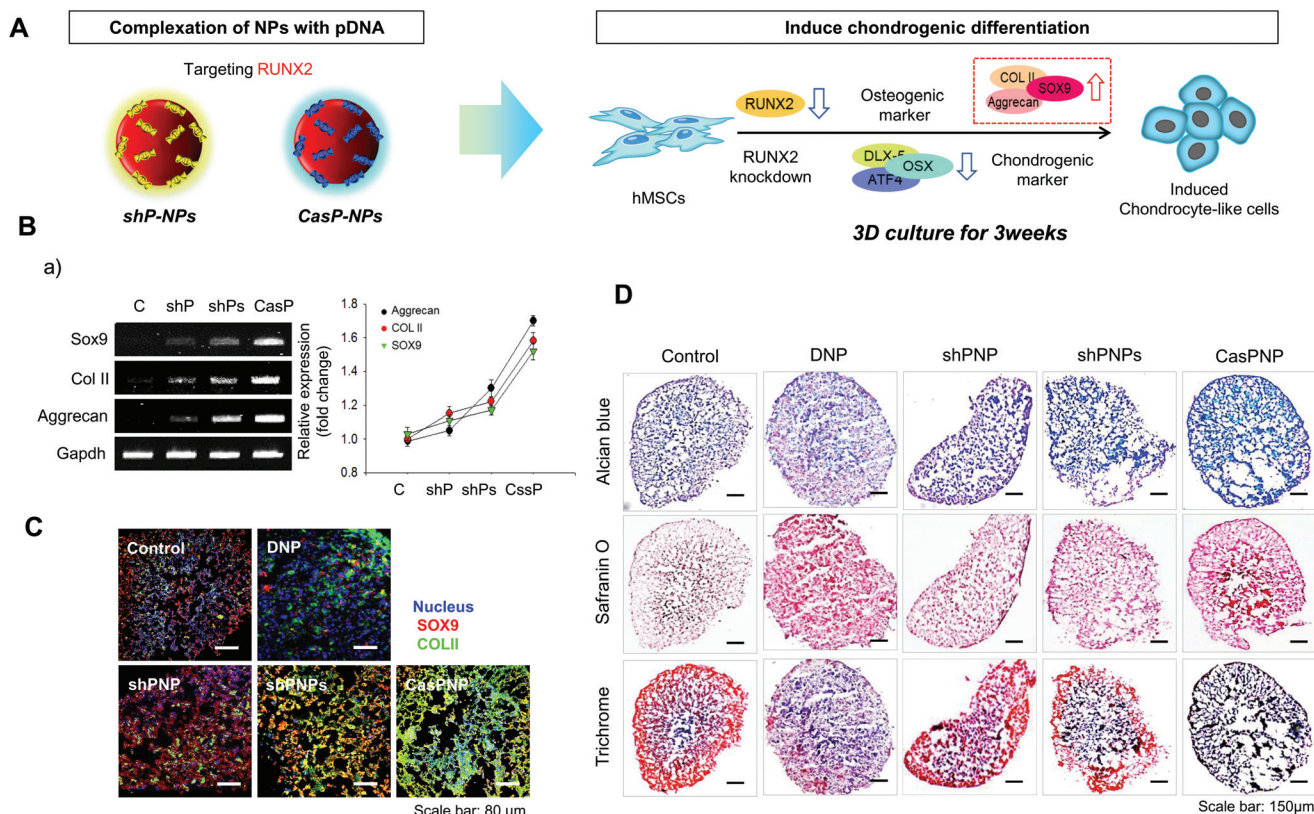 A
Complexation of NPs with pDNA
Targeting RUNX2
shP-NPs
CasP-NPs
Induce chondrogenic differentiation
hMSCs
RUNX2
RUNX2
knockdown
Osteogenic
marker
DLX-5
OSX
ATF4
COL II
SOX9
Aggrecan
Chondrogenic
marker
Induced
Chondrocyte-like cells
3D culture for 3weeks
B
a)
C shP shPs CasP
Sox9
Col II
Aggrecan
Gapdh
Relative expression
(fold change)
1.8
1.6
1.4
1.2
1.0
0.8
Aggrecan
COL II
SOX9
C shP shPs CssP
C
Control
DNP
Nucleus
SOX9
COLII
shPNP
shPNPs
CasPNP
Scale bar: 80 um
D
Control DNP shPNP shPNPs CasPNP
Alcian blue
Safranin O
Trichrome
Scale bar: 150μm